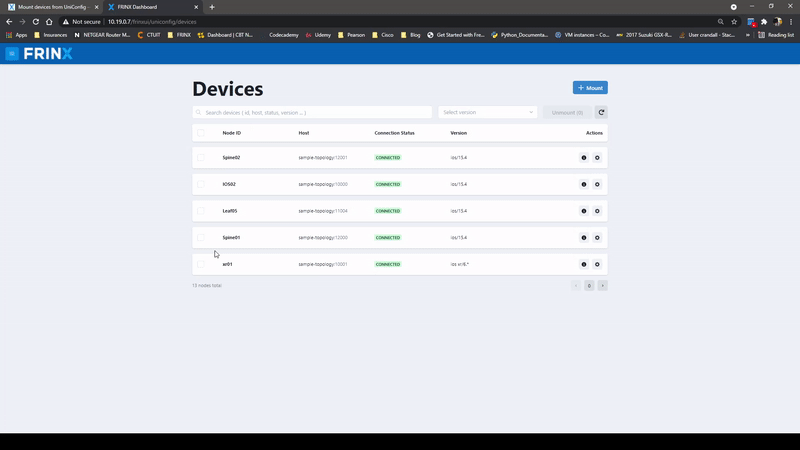 Mount devices from UniConfig -
FRINX Dashboard
Not secure
10.19.0.7/frinxui/uniconfig/devices
Apps
Insurances
NETGEAR Router M...
CTUIT
FRINX
Dashboard | CBT N...
Codecademy
Udemy
Pearson
Cisco
Blog
Get Started with Fre...
Python_Documenta...
VM instances – Co...
2017 Suzuki GSX-R...
User crandall - Stac...
»
Reading list
FRINX
Devices
+ Mount
Search devices ( id, host, status, version ... )
Select version
Unmount (0)
Node ID Host Connection Status Version Actions
Spine02 sample-topology:12001 CONNECTED ios/15.4
IOS02 sample-topology:10000 CONNECTED ios/15.4
Leaf05 sample-topology:11004 CONNECTED ios/15.4
Spine01 sample-topology:12000 CONNECTED ios/15.4
ar01 sample-topology:10001 CONNECTED ios xr/6.*
13 nodes total
0